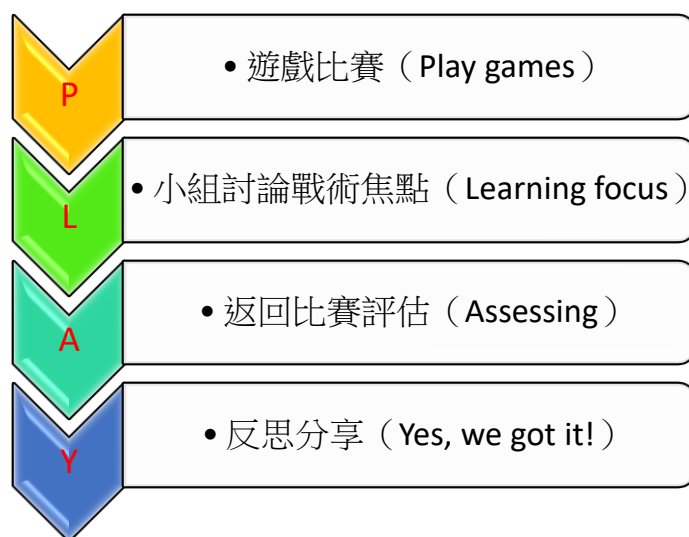 P
• 遊戲比賽（Play games）
L
• 小組討論戰術焦點（Learning focus）
A
• 返回比賽評估（Assessing）
Y
• 反思分享（Yes, we got it!）